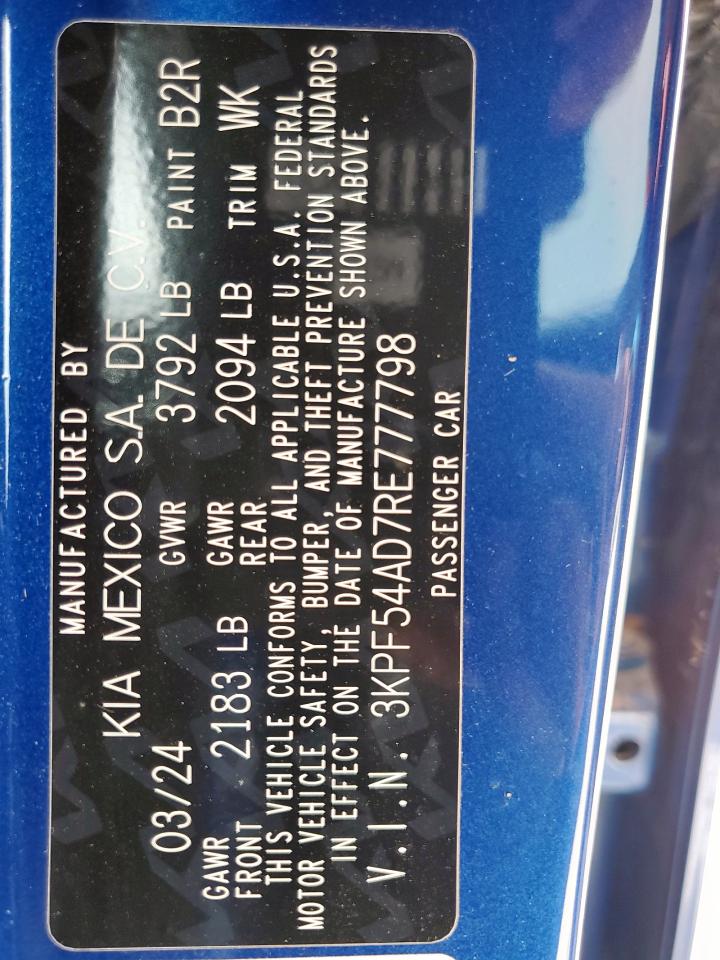 MANUFACTURED BY
KIA MEXICO S.A. DE C.V.
03/24 GVWR 3792 LB PAINT B2R
GAWR FRONT 2183 LB GAWR REAR 2094 LB TRIM WK
THIS VEHICLE CONFORMS TO ALL APPLICABLE U.S.A. FEDERAL
MOTOR VEHICLE SAFETY, BUMPER, AND THEFT PREVENTION STANDARDS
IN EFFECT ON THE DATE OF MANUFACTURE SHOWN ABOVE.
V.I.N. 3KPF54AD7RE777798
PASSENGER CAR